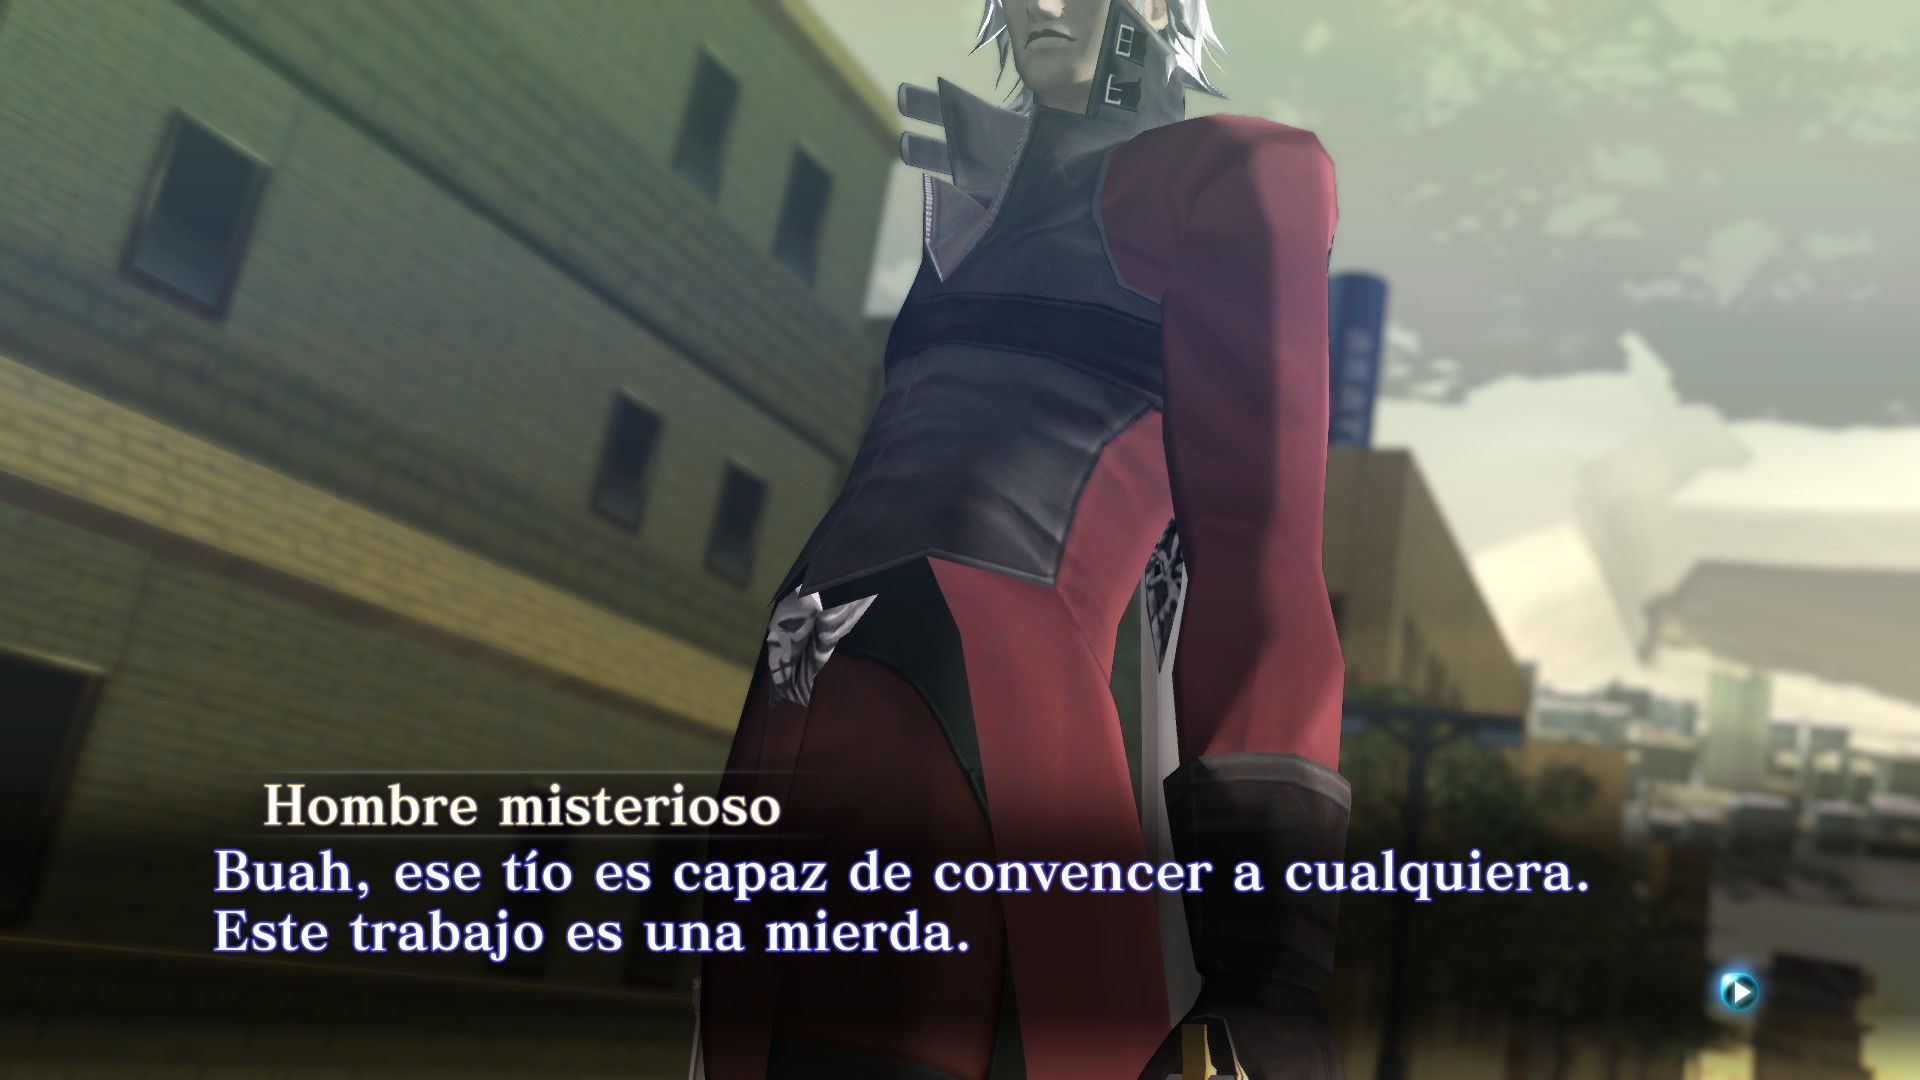 Hombre misterioso
Buah, ese tío es capaz de convencer a cualquiera.
Este trabajo es una mierda.